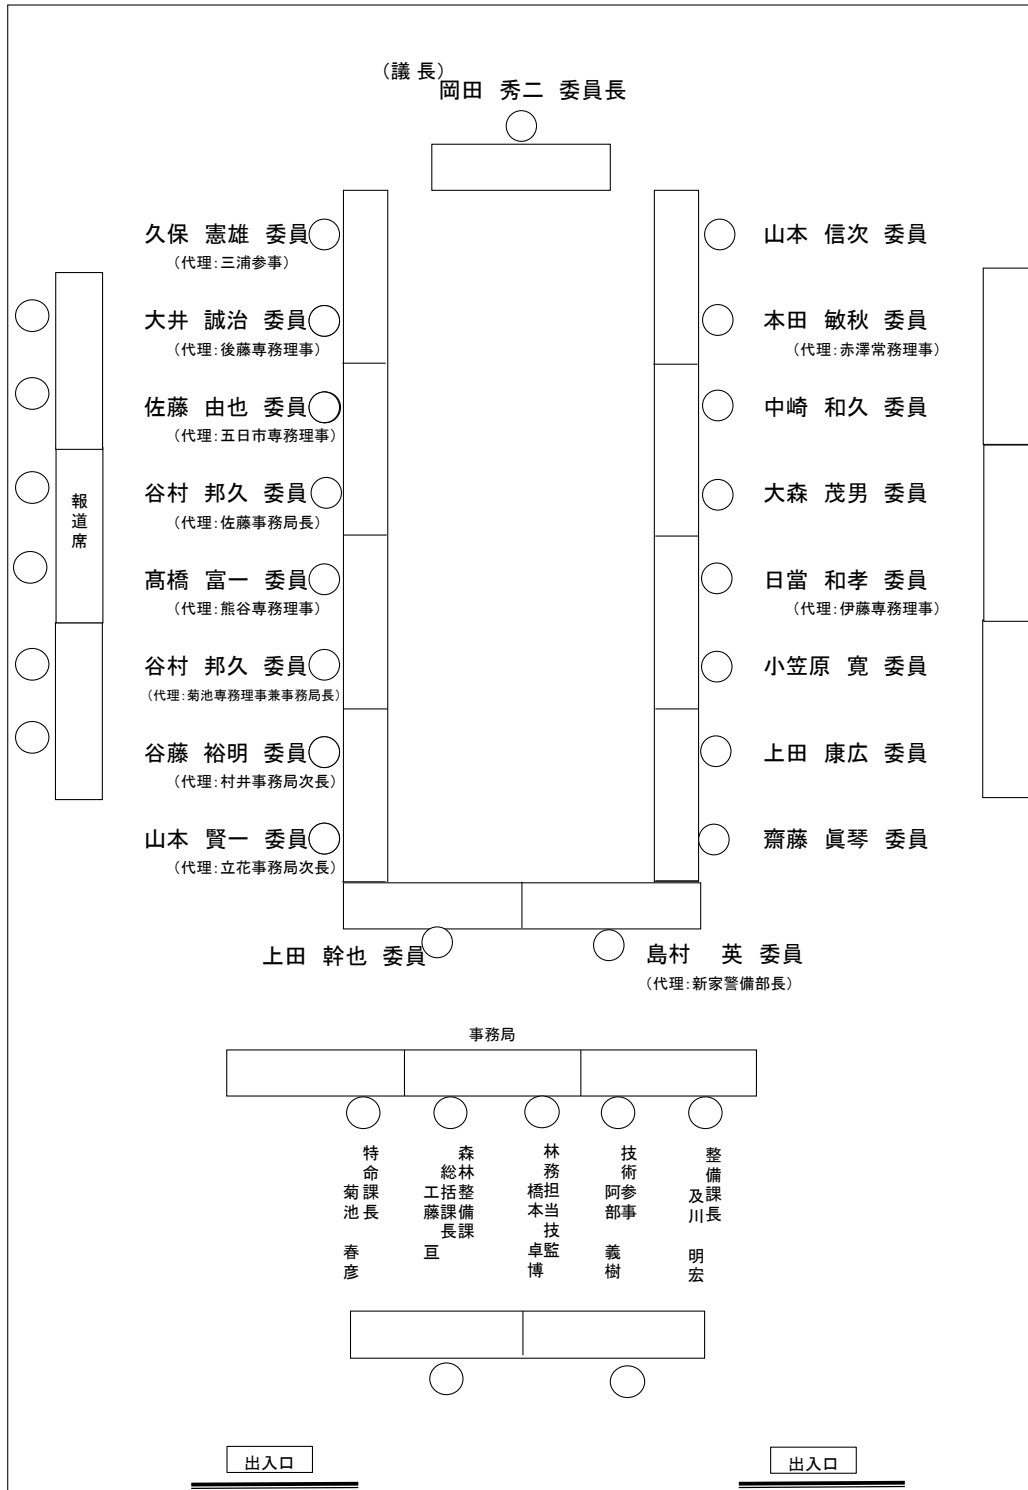 （議 長）
岡田 秀二 委員長
久保 憲雄 委員
（代理：三浦参事）
大井 誠治 委員
（代理：後藤専務理事）
佐藤 由也 委員
（代理：五日市専務理事）
谷村 邦久 委員
（代理：佐藤事務局長）
髙橋 富一 委員
（代理：熊谷専務理事）
谷村 邦久 委員
（代理：菊池専務理事兼事務局長）
谷藤 裕明 委員
（代理：村井事務局次長）
山本 賢一 委員
（代理：立花事務局次長）
山本 信次 委員
本田 敏秋 委員
（代理：赤澤常務理事）
中崎 和久 委員
大森 茂男 委員
日當 和孝 委員
（代理：伊藤専務理事）
小笠原 寛 委員
上田 康広 委員
齋藤 眞琴 委員
報道席
上田 幹也 委員
島村 英 委員
（代理：新家警備部長）
事務局
特命課長
菊池 春彦
森林整備課
総括課長
工藤 亘
林務担当技監
橋本 卓博
技術参事
阿部 義樹
整備課長
及川 明宏
出入口
出入口